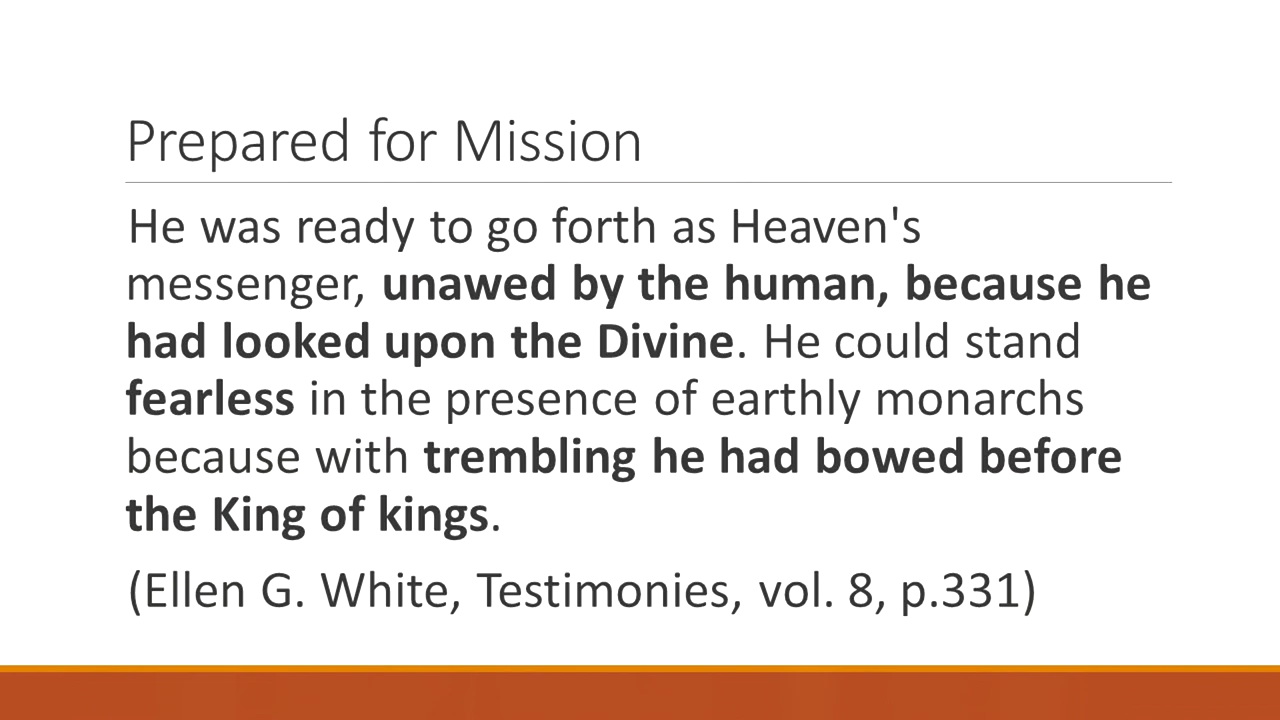 Prepared for Mission
He was ready to go forth as Heaven's
messenger, unawed by the human, because he
had looked upon the Divine. He could stand
fearless in the presence of earthly monarchs
because with trembling he had bowed before
the King of kings.
(Ellen G. White, Testimonies, vol. 8, p.331)